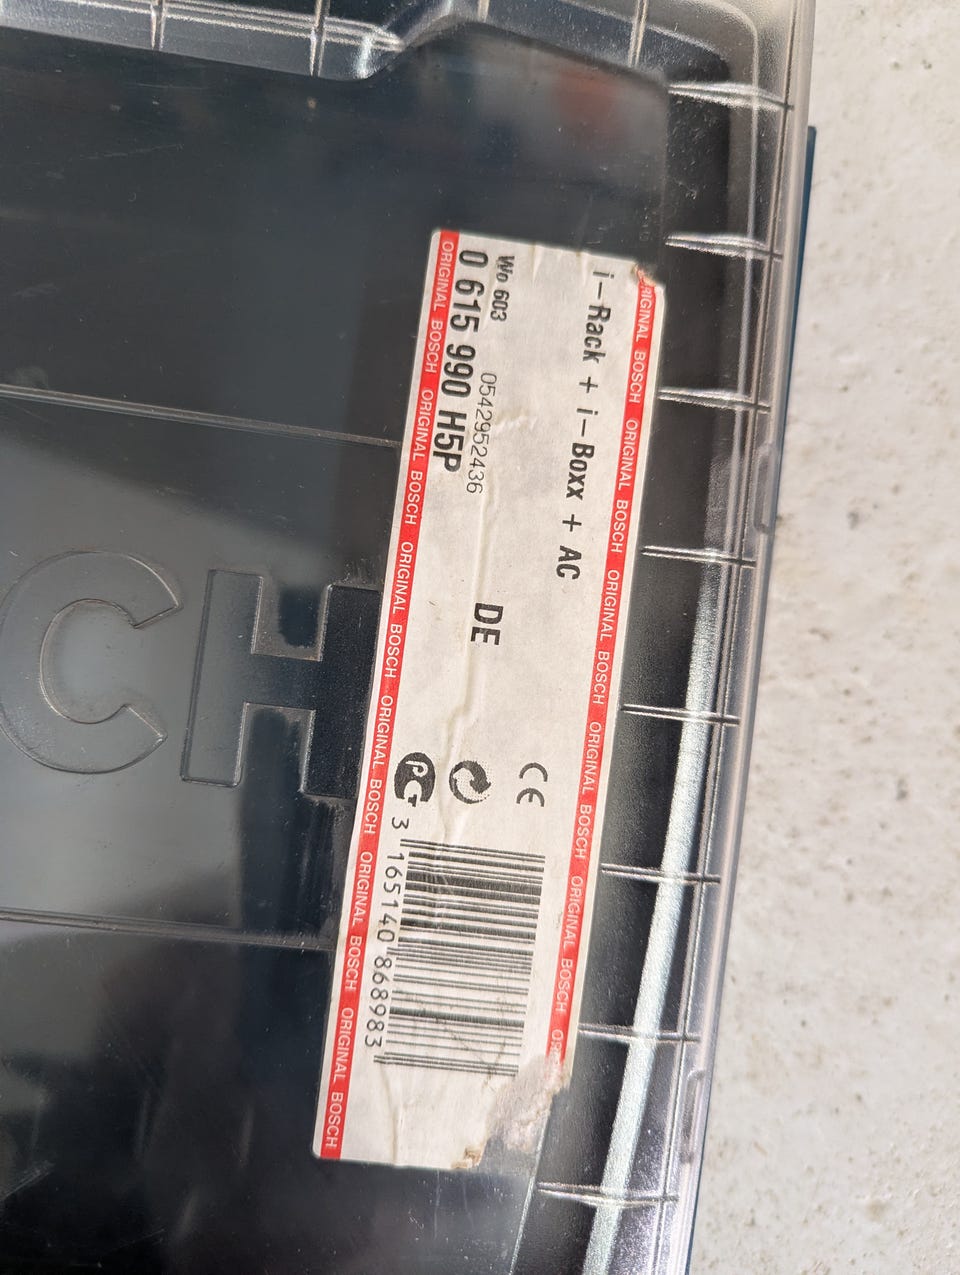 ORIGINAL BOSCH ORIGINAL BOSCH ORIGINAL BOSCH ORIGINAL BOSCH ORIGINAL BOSCH
i-Rack + i-Boxx + AC
CE
Wo 603
0542952436
DE
0 615 990 H5P
3 165140 868983
ORIGINAL BOSCH ORIGINAL BOSCH ORIGINAL BOSCH ORIGINAL BOSCH ORIGINAL BOSCH ORIGINAL BOSCH
CH